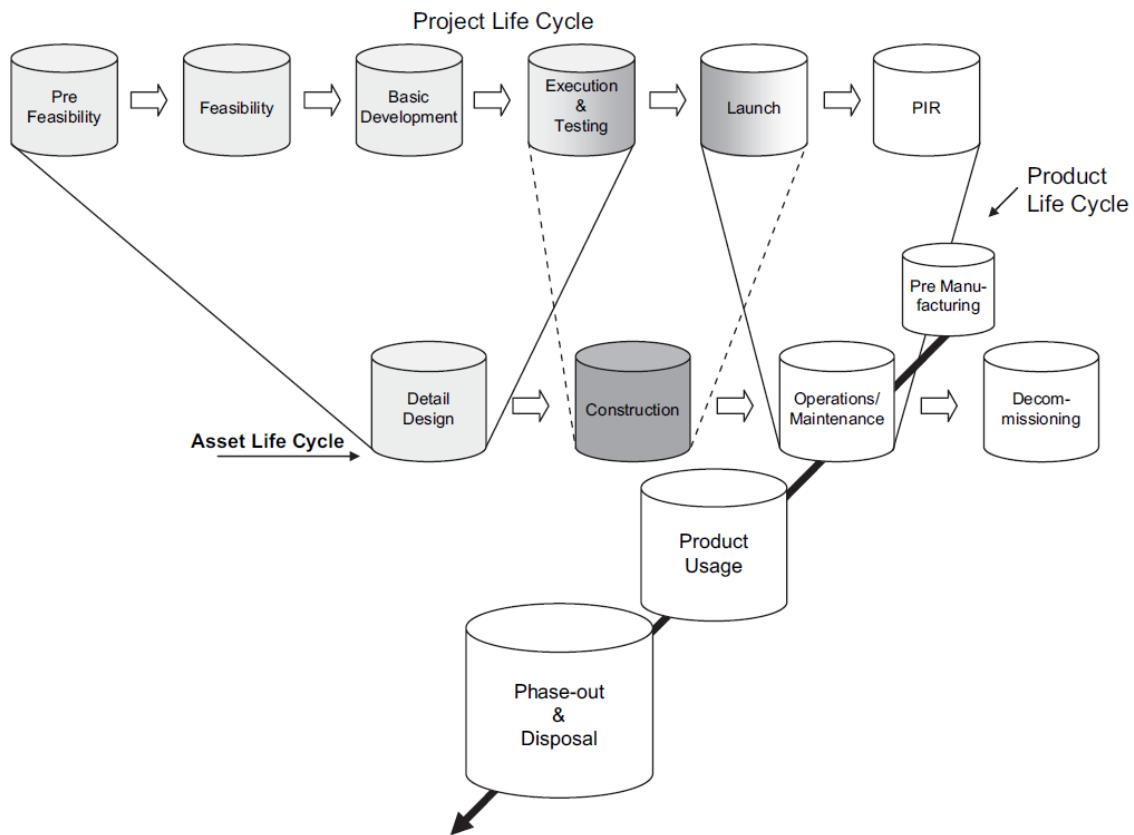 Project Life Cycle
Pre
Feasibility
Feasibility
Basic
Development
Execution
&
Testing
Launch
PIR
Product
Life Cycle
Pre Manu-
facturing
Detail
Design
Construction
Operations/
Maintenance
Decom-
missioning
Asset Life Cycle
Product
Usage
Phase-out
&
Disposal